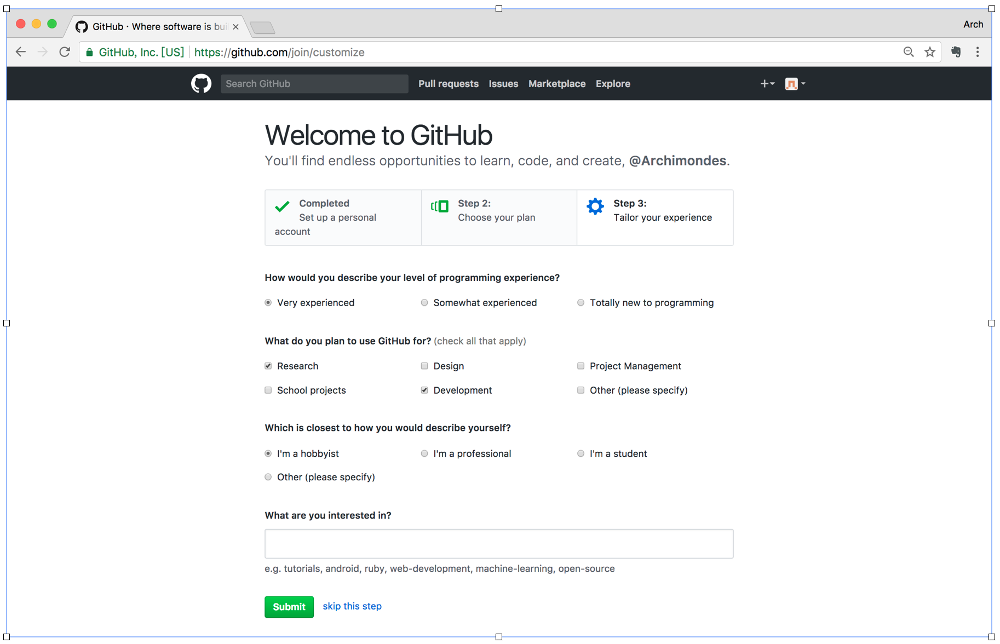 GitHub · Where software is bui
Arch
GitHub, Inc. [US] https://github.com/join/customize
Search GitHub Pull requests Issues Marketplace Explore
Welcome to GitHub
You'll find endless opportunities to learn, code, and create, @Archimondes.
Completed
Set up a personal
account
Step 2:
Choose your plan
Step 3:
Tailor your experience
How would you describe your level of programming experience?
Very experienced Somewhat experienced Totally new to programming
What do you plan to use GitHub for? (check all that apply)
Research Design Project Management
School projects Development Other (please specify)
Which is closest to how you would describe yourself?
I'm a hobbyist I'm a professional I'm a student
Other (please specify)
What are you interested in?
e.g. tutorials, android, ruby, web-development, machine-learning, open-source
Submit skip this step